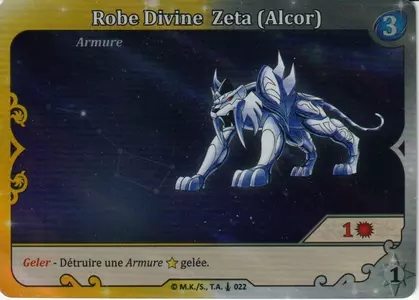 Robe Divine Zeta (Alcor)
3
Armure
1
Geler - Détruire une Armure gelée.
1
© M.K./S., T.A. 022